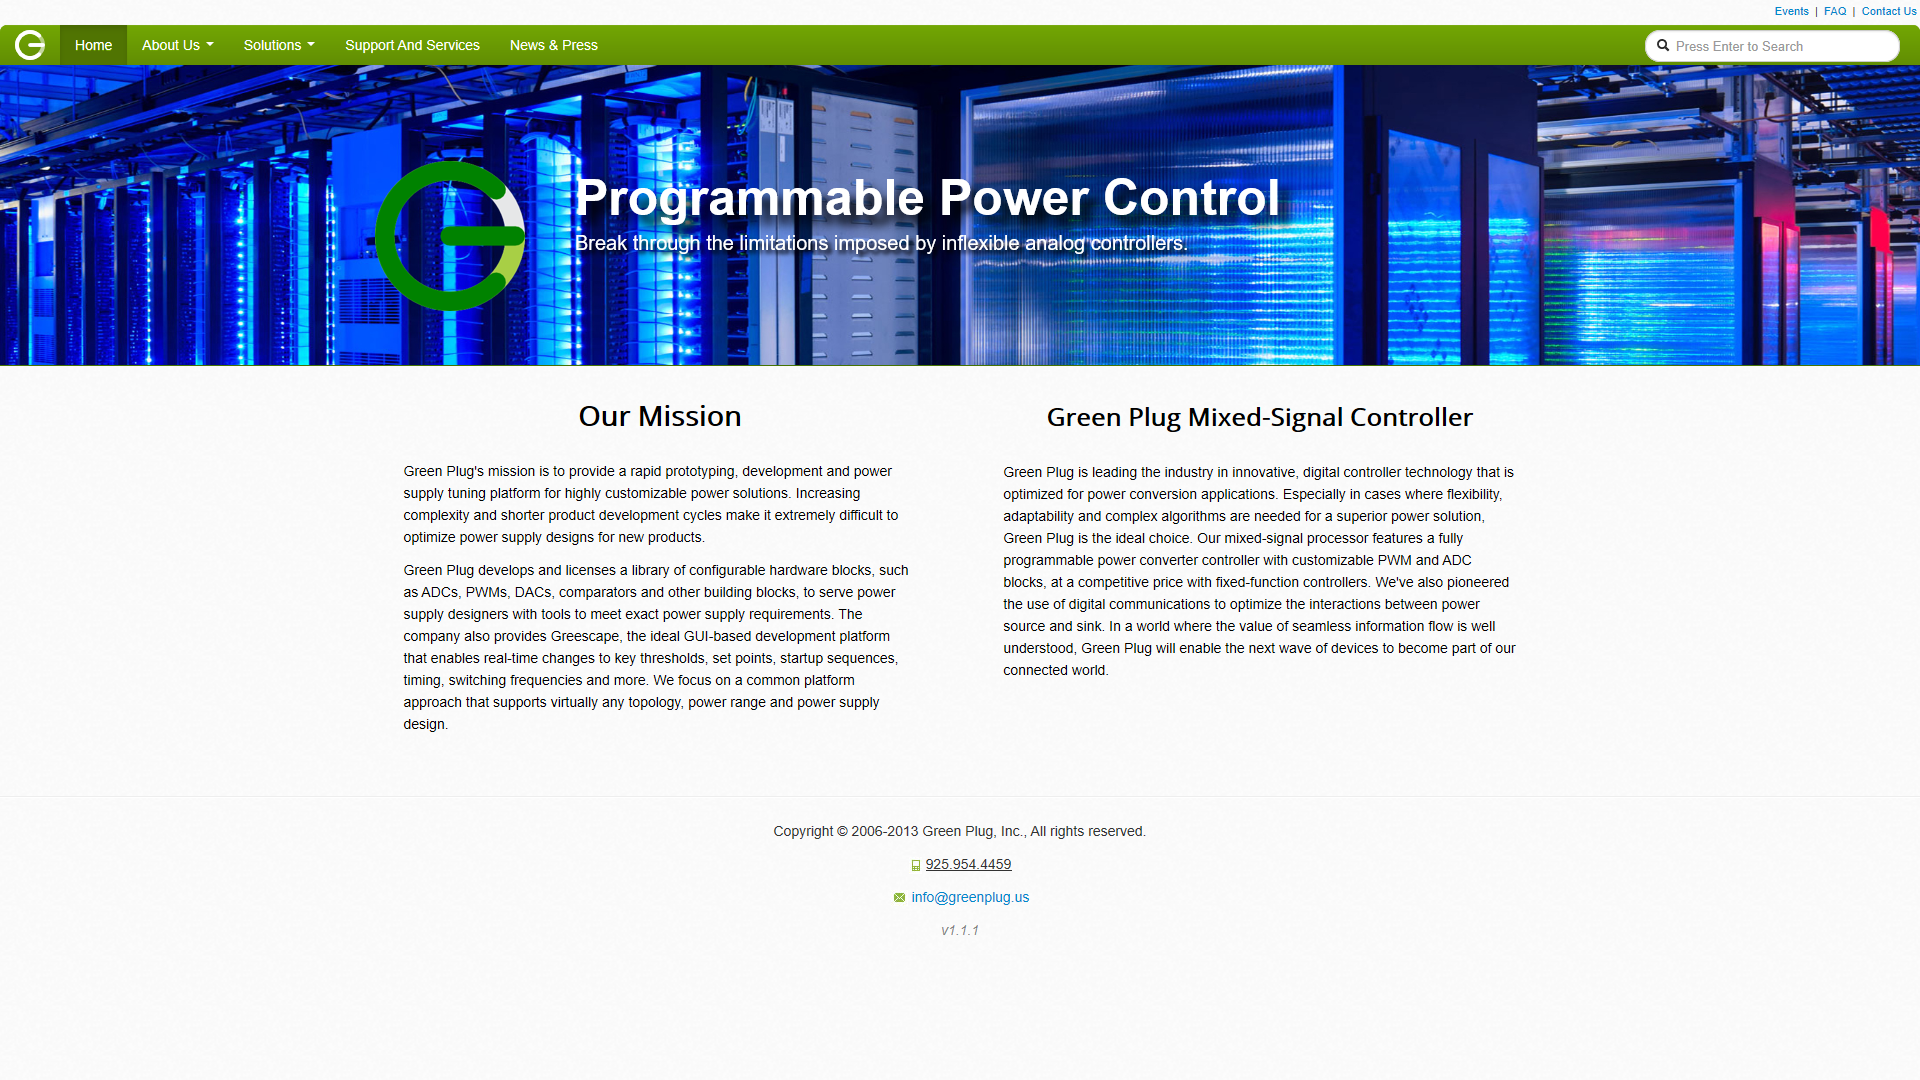 Events | FAQ | Contact Us
Home About Us Solutions Support And Services News & Press Press Enter to Search
Programmable Power Control
Break through the limitations imposed by inflexible analog controllers.
Our Mission
Green Plug's mission is to provide a rapid prototyping, development and power
supply tuning platform for highly customizable power solutions. Increasing
complexity and shorter product development cycles make it extremely difficult to
optimize power supply designs for new products.
Green Plug develops and licenses a library of configurable hardware blocks, such
as ADCs, PWMs, DACs, comparators and other building blocks, to serve power
supply designers with tools to meet exact power supply requirements. The
company also provides Greescape, the ideal GUI-based development platform
that enables real-time changes to key thresholds, set points, startup sequences,
timing, switching frequencies and more. We focus on a common platform
approach that supports virtually any topology, power range and power supply
design.
Green Plug Mixed-Signal Controller
Green Plug is leading the industry in innovative, digital controller technology that is
optimized for power conversion applications. Especially in cases where flexibility,
adaptability and complex algorithms are needed for a superior power solution,
Green Plug is the ideal choice. Our mixed-signal processor features a fully
programmable power converter controller with customizable PWM and ADC
blocks, at a competitive price with fixed-function controllers. We've also pioneered
the use of digital communications to optimize the interactions between power
source and sink. In a world where the value of seamless information flow is well
understood, Green Plug will enable the next wave of devices to become part of our
connected world.
Copyright © 2006-2013 Green Plug, Inc., All rights reserved.
925.954.4459
info@greenplug.us
v1.1.1